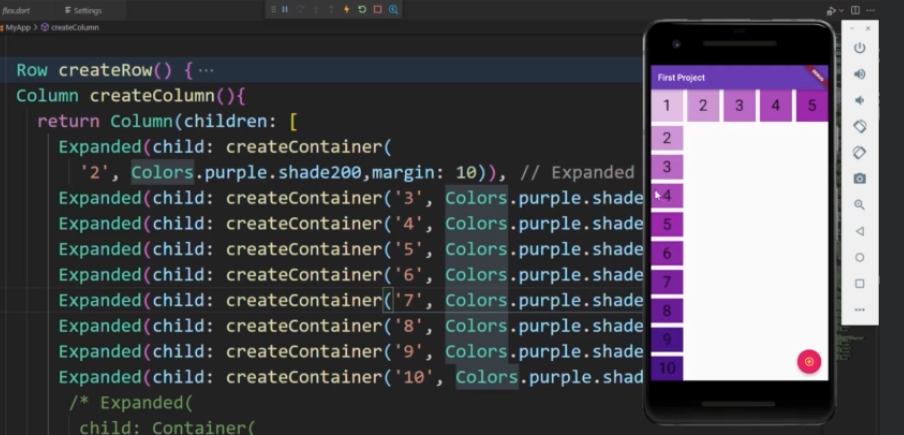 flex.dart
Settings
MyApp > createColumn
Row createRow() { ...
Column createColumn(){
return Column(children: [
Expanded(child: createContainer(
'2', Colors.purple.shade200,margin: 10)), // Expanded
Expanded(child: createContainer('3', Colors.purple.shade
Expanded(child: createContainer('4', Colors.purple.shade
Expanded(child: createContainer('5', Colors.purple.shade
Expanded(child: createContainer('6', Colors.purple.shade
Expanded(child: createContainer('7', Colors.purple.shade
Expanded(child: createContainer('8', Colors.purple.shade
Expanded(child: createContainer('9', Colors.purple.shade
Expanded(child: createContainer('10', Colors.purple.shad
/* Expanded(
child: Container(
First Project
1 2 3 4 5
2
3
4
5
6
7
8
9
10